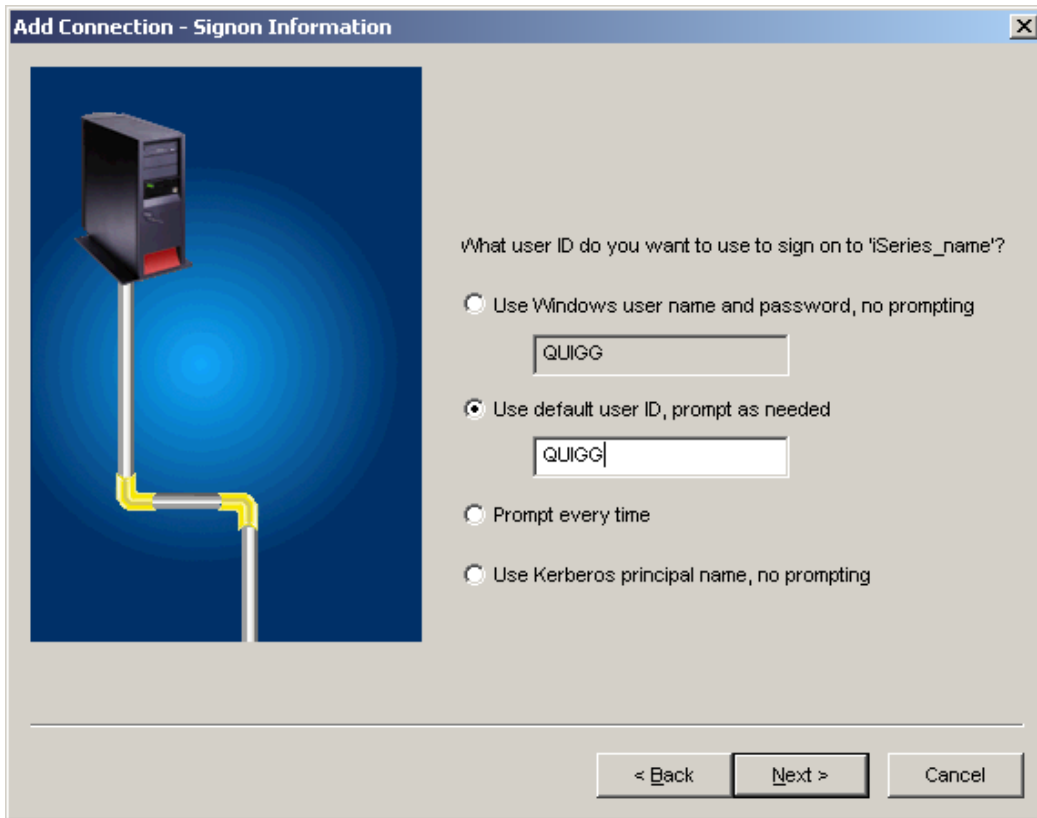 Add Connection - Signon Information
What user ID do you want to use to sign on to 'iSeries_name'?
Use Windows user name and password, no prompting
QUIGG
Use default user ID, prompt as needed
QUIGG
Prompt every time
Use Kerberos principal name, no prompting
< Back Next > Cancel